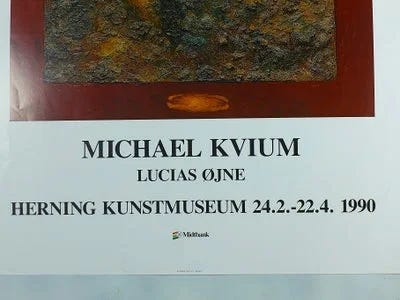 MICHAEL KVIUM
LUCIAS ØJNE
HERNING KUNSTMUSEUM 24.2.-22.4. 1990
Midtbank